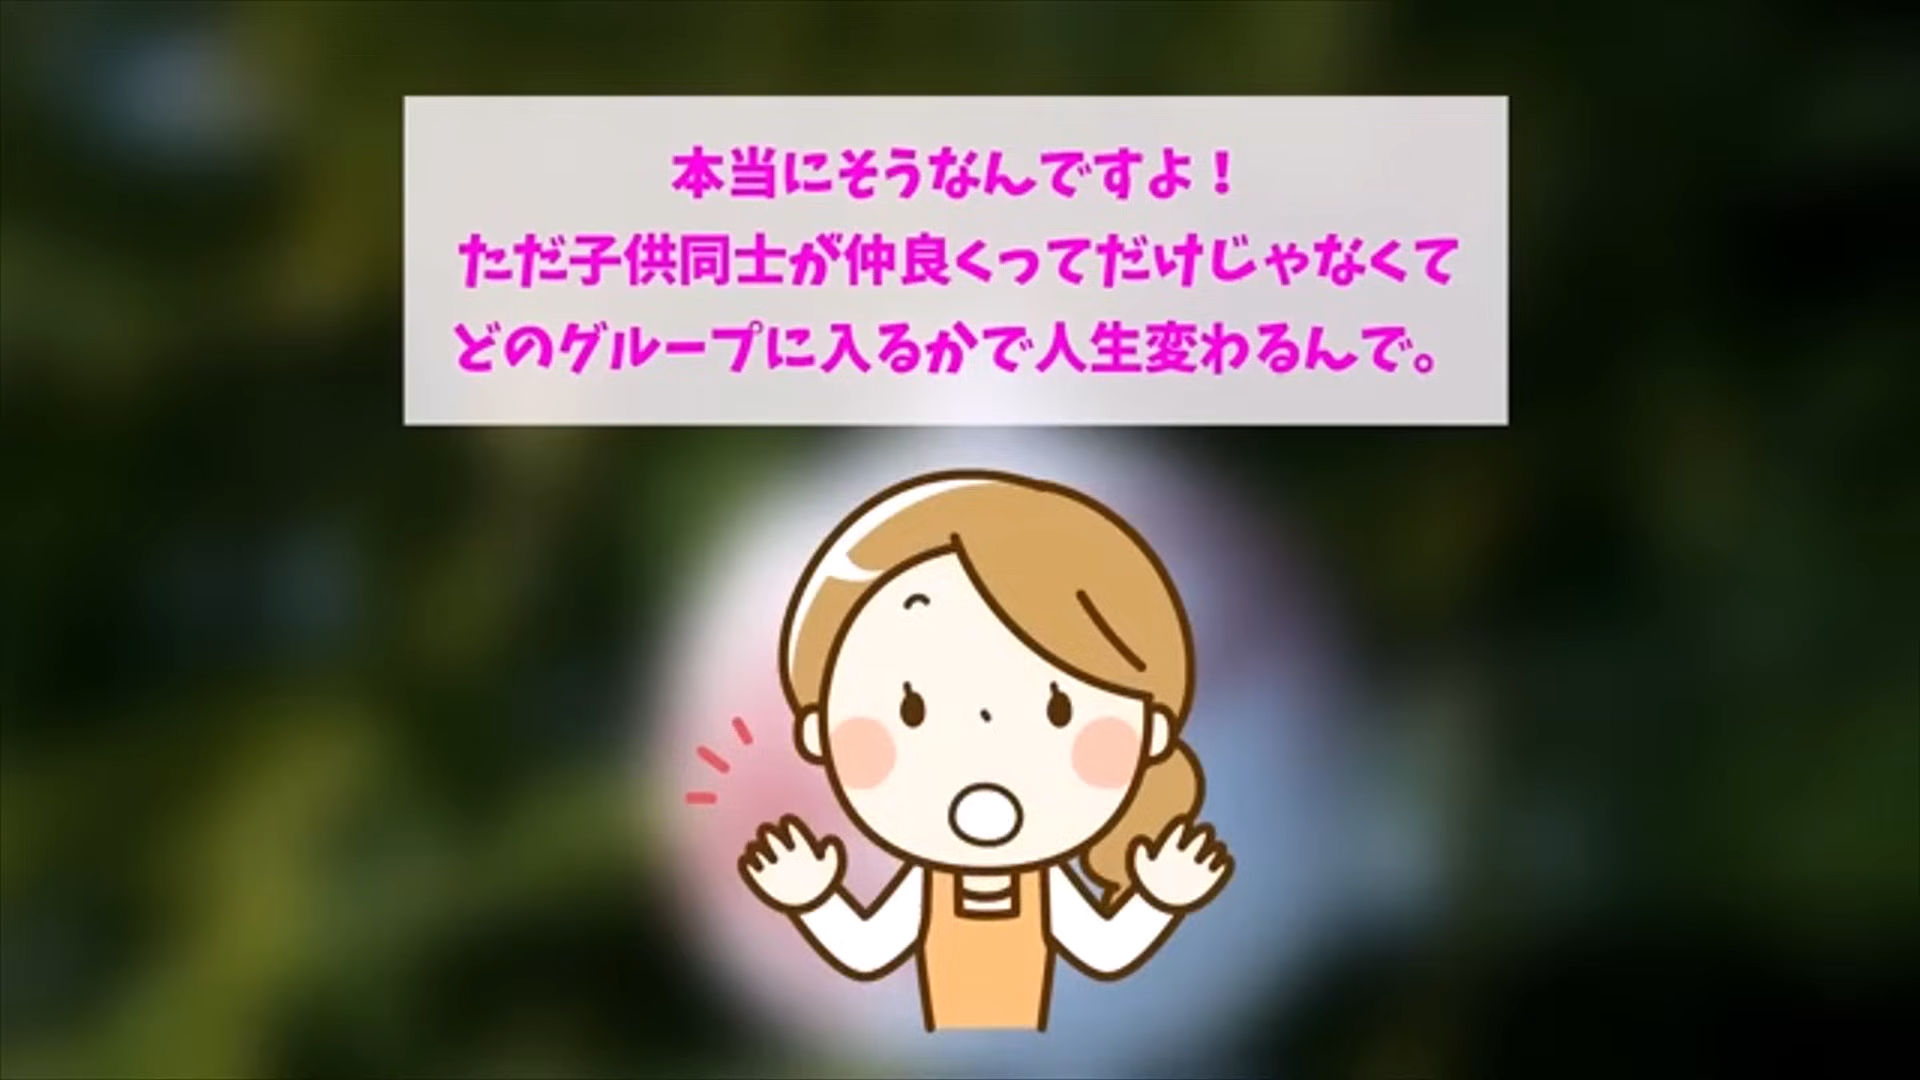 本当にそうなんですよ！
ただ子供同士が仲良くってだけじゃなくて
どのグループに入るかで人生変わるんで。